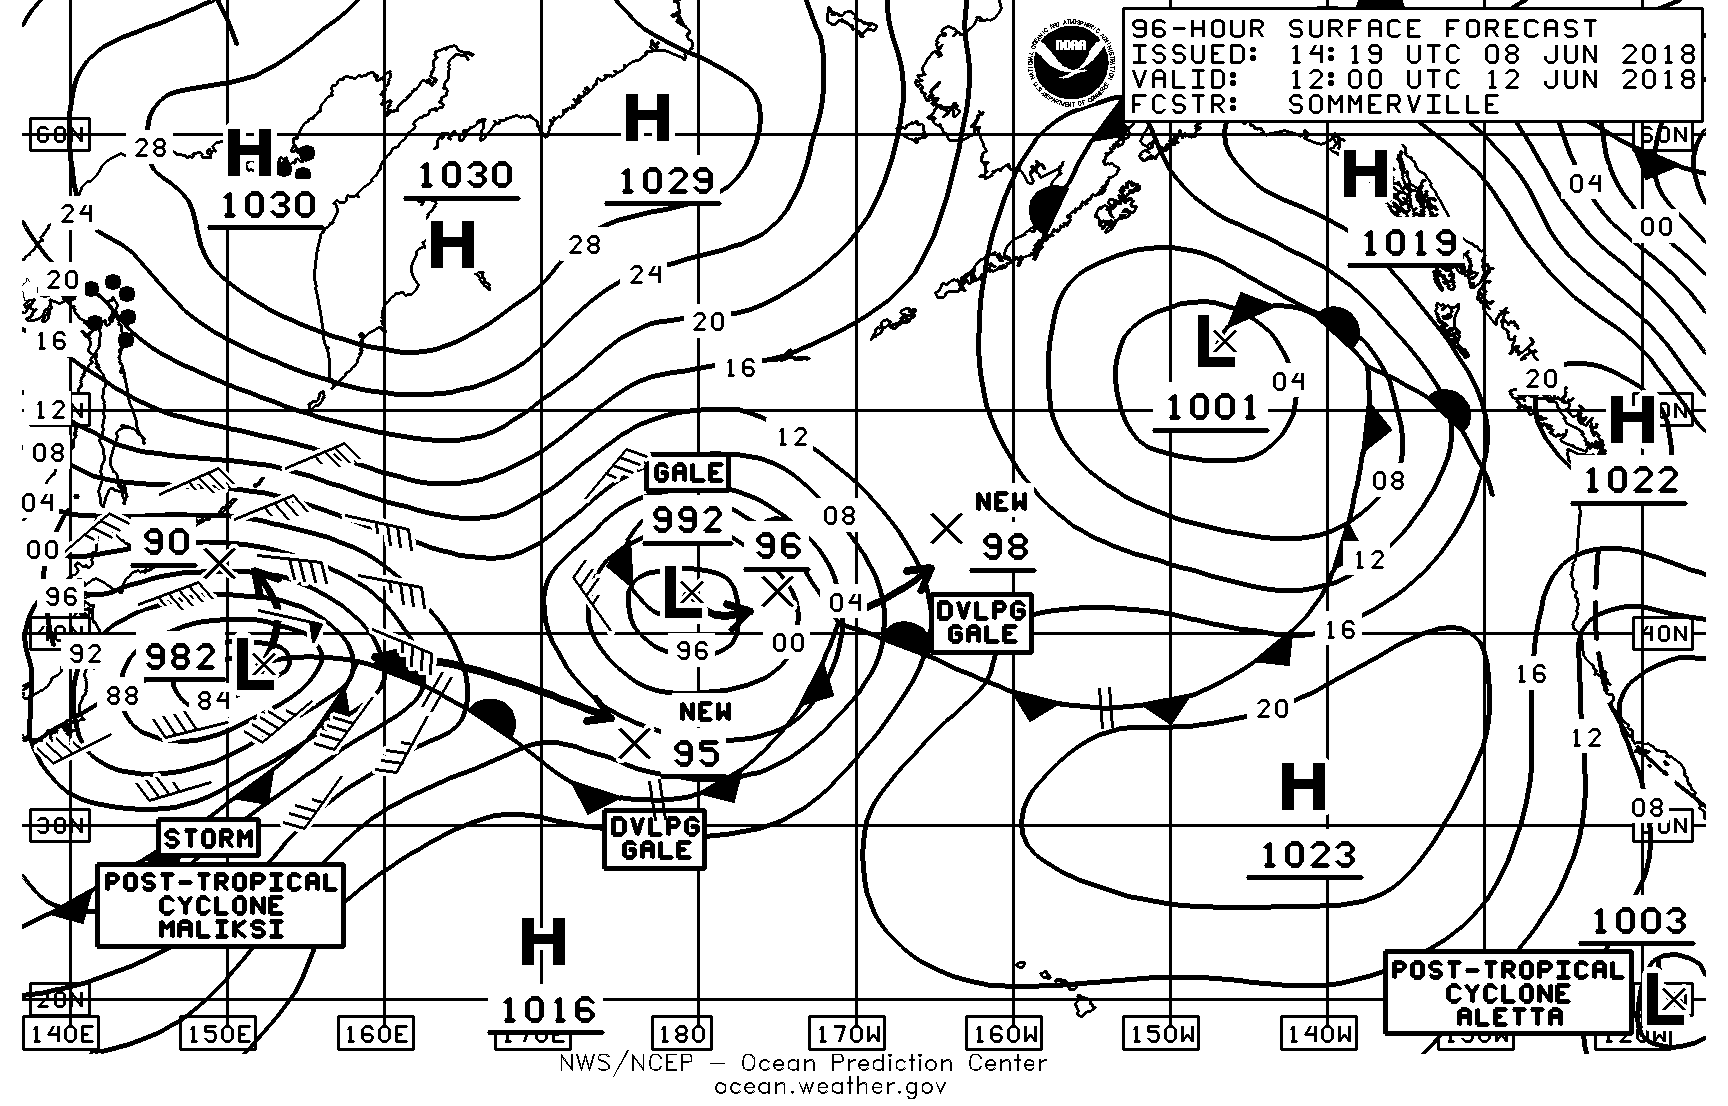 96-HOUR SURFACE FORECAST
ISSUED: 14:19 UTC 08 JUN 2018
VALID: 12:00 UTC 12 JUN 2018
FCSTR: SOMMERVILLE
NOAA
60N
60N
H
1029
28
H
1030
1030
H
H
1019
04
00
24
28
24
20
20
16
16
L
1001
04
20
12
12
H
1022
08
GALE
992
08
NEW
98
08
04
00
90
96
12
96
L
04
DVLPG
GALE
16
40N
982
L
92
96
00
88
84
NEW
95
20
16
12
H
1023
08
30N
STORM
DVLPG
GALE
POST-TROPICAL
CYCLONE
MALIKSI
H
1016
1003
POST-TROPICAL
CYCLONE
ALETTA
L
20N
140E 150E 160E 170E 180 170W 160W 150W 140W 130W 120W
NWS/NCEP – Ocean Prediction Center
ocean.weather.gov